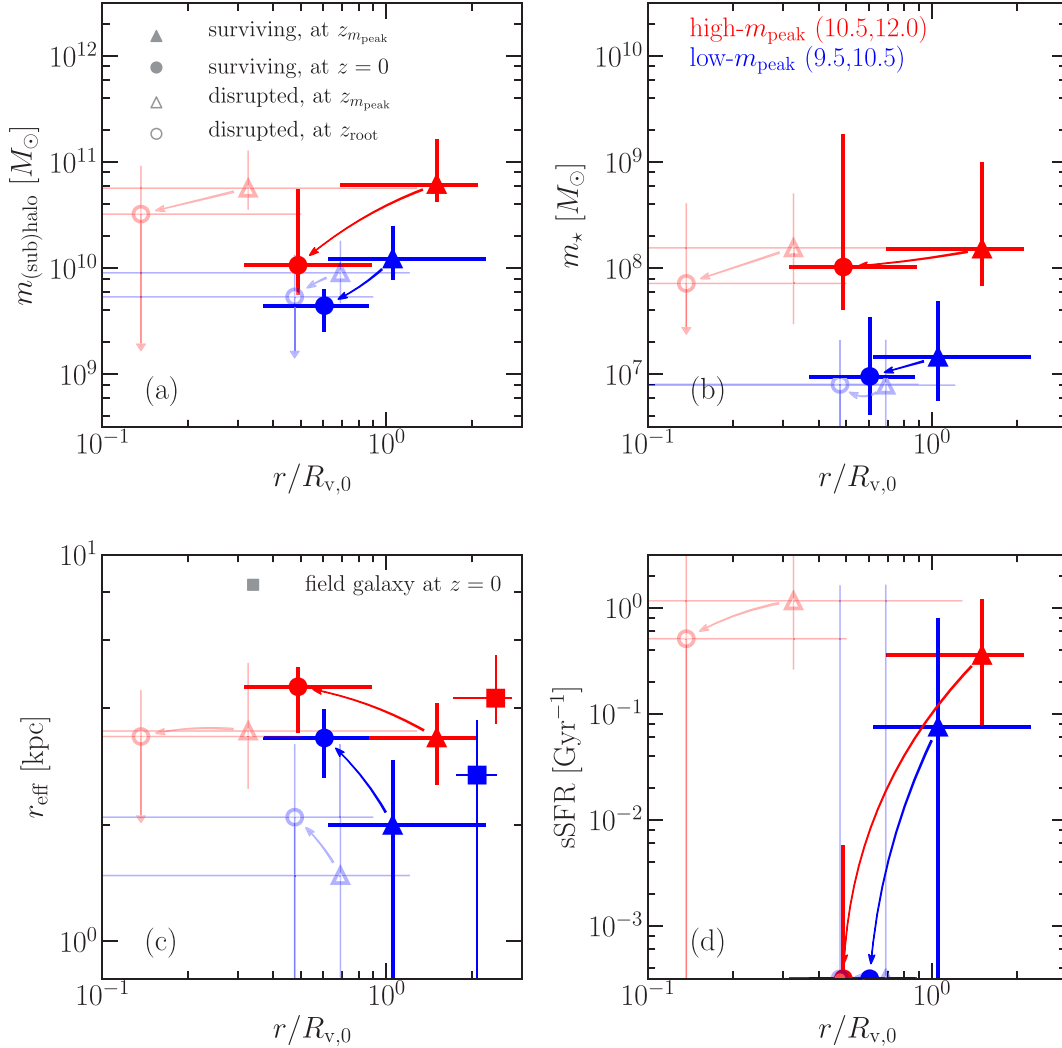 surviving, at z_{m_peak}
surviving, at z = 0
disrupted, at z_{m_peak}
disrupted, at z_root
10^12
10^11
10^10
10^9
m_(sub)halo [M_⊙]
(a)
10^−1
10^0
r/R_v,0
high-m_peak (10.5,12.0)
low-m_peak (9.5,10.5)
10^10
10^9
10^8
10^7
m_⋆ [M_⊙]
(b)
10^−1
10^0
r/R_v,0
field galaxy at z = 0
10^1
10^0
r_eff [kpc]
(c)
10^−1
10^0
r/R_v,0
10^0
10^−1
10^−2
10^−3
sSFR [Gyr^−1]
(d)
10^−1
10^0
r/R_v,0